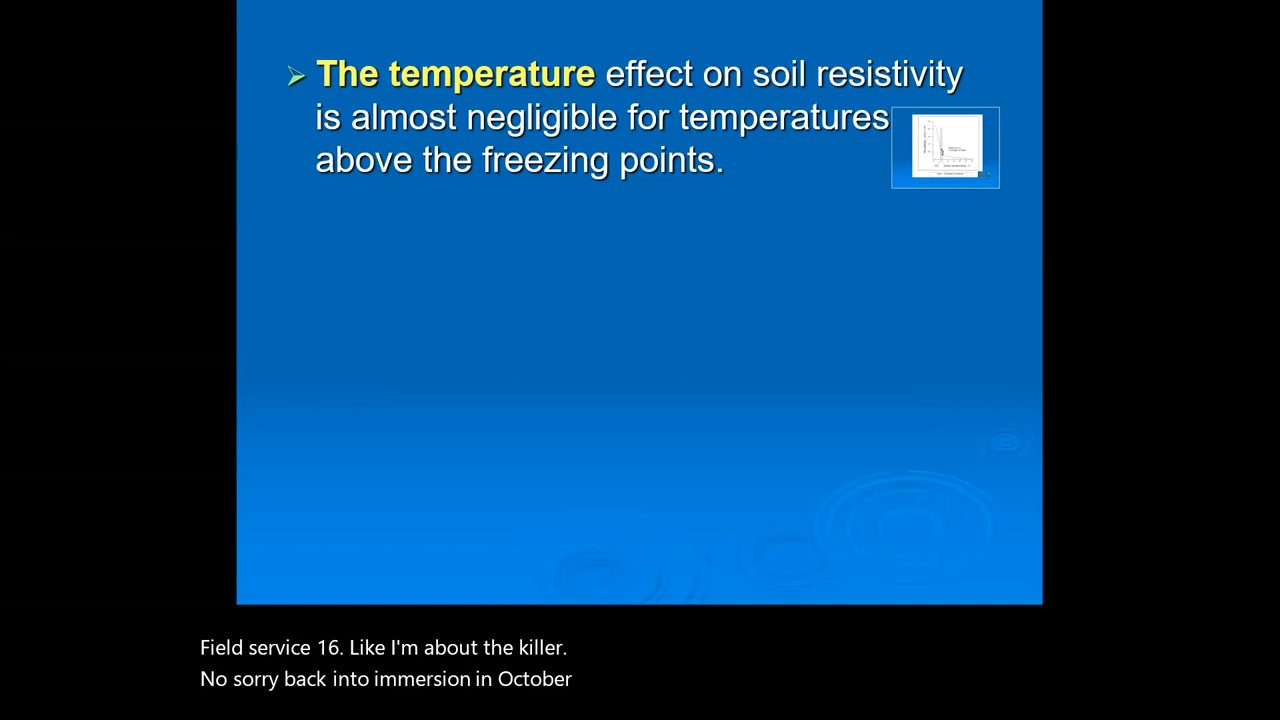 The temperature effect on soil resistivity
is almost negligible for temperatures
above the freezing points.
Field service 16. Like I'm about the killer.
No sorry back into immersion in October